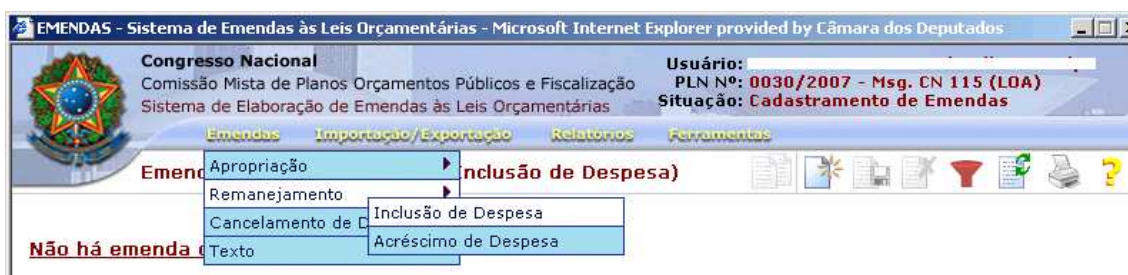 EMENDAS - Sistema de Emendas às Leis Orçamentárias - Microsoft Internet Explorer provided by Câmara dos Deputados
Congresso Nacional
Comissão Mista de Planos Orçamentos Públicos e Fiscalização
Sistema de Elaboração de Emendas às Leis Orçamentárias
Usuário:
PLN Nº: 0030/2007 - Msg. CN 115 (LOA)
Situação: Cadastramento de Emendas
Emendas Importação/Exportação Relatórios Ferramentas
Apropriação
Remanejamento
Cancelamento de D
Texto
Inclusão de Despesa
Acréscimo de Despesa
Emend nclusão de Despesa)
Não há emenda